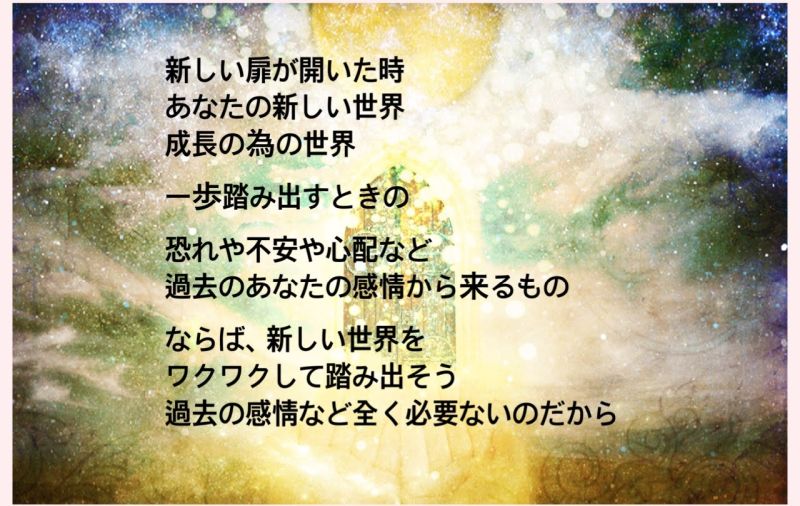 新しい扉が開いた時
あなたの新しい世界
成長の為の世界
一歩踏み出すときの
恐れや不安や心配など
過去のあなたの感情から来るもの
ならば、新しい世界を
ワクワクして踏み出そう
過去の感情など全く必要ないのだから